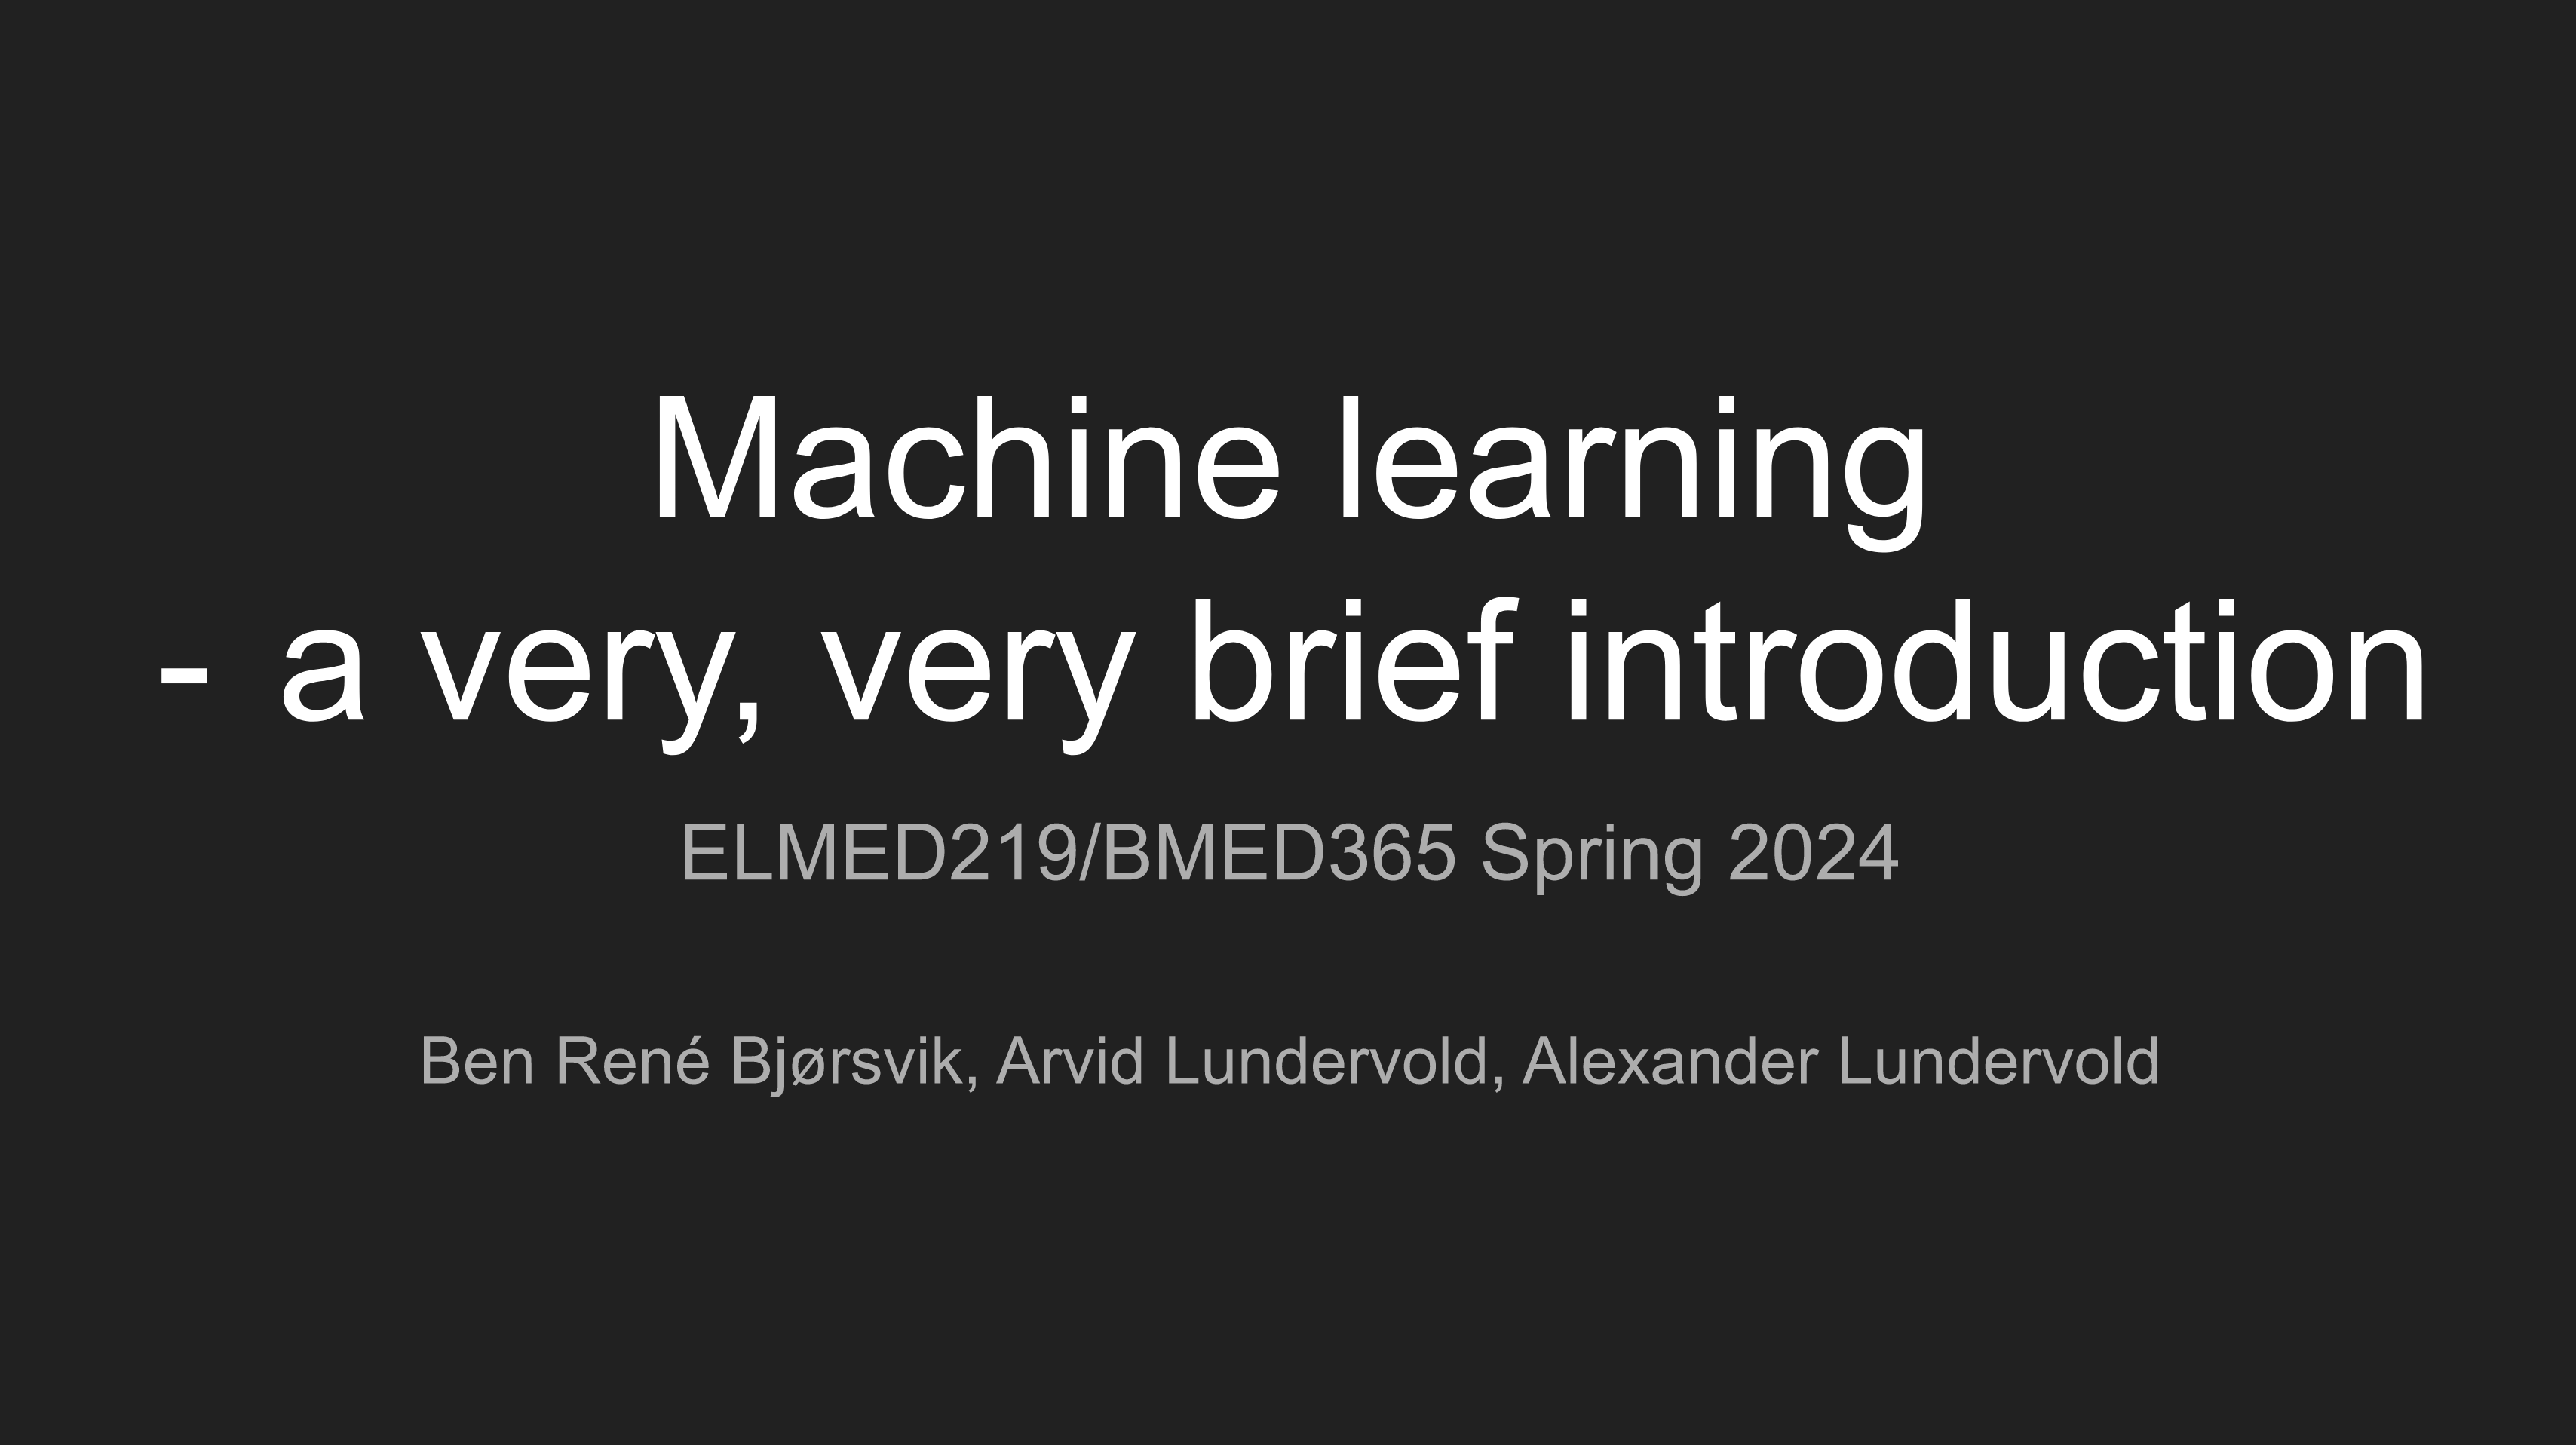 Machine learning
- a very, very brief introduction
ELMED219/BMED365 Spring 2024
Ben René Bjørsvik, Arvid Lundervold, Alexander Lundervold